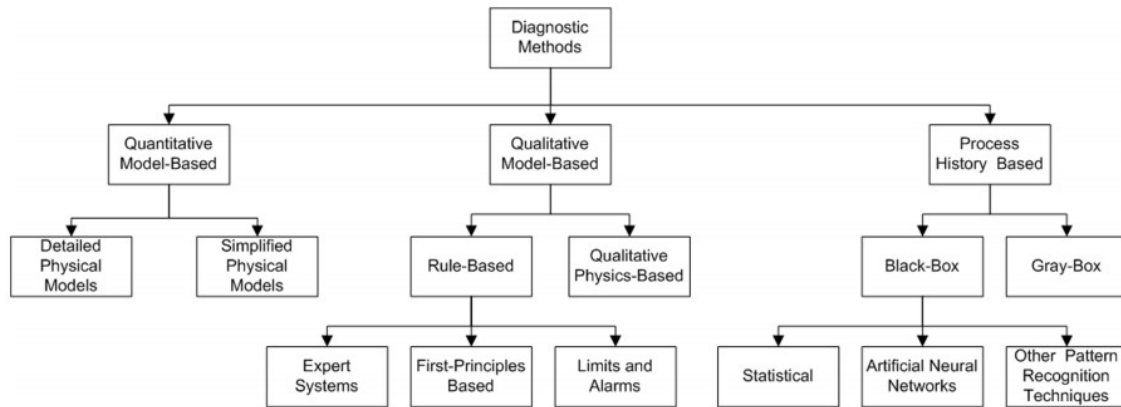 Diagnostic
Methods
Quantitative
Model-Based
Qualitative
Model-Based
Process
History Based
Detailed
Physical
Models
Simplified
Physical
Models
Rule-Based
Qualitative
Physics-Based
Black-Box
Gray-Box
Expert
Systems
First-Principles
Based
Limits and
Alarms
Statistical
Artificial Neural
Networks
Other Pattern
Recognition
Techniques